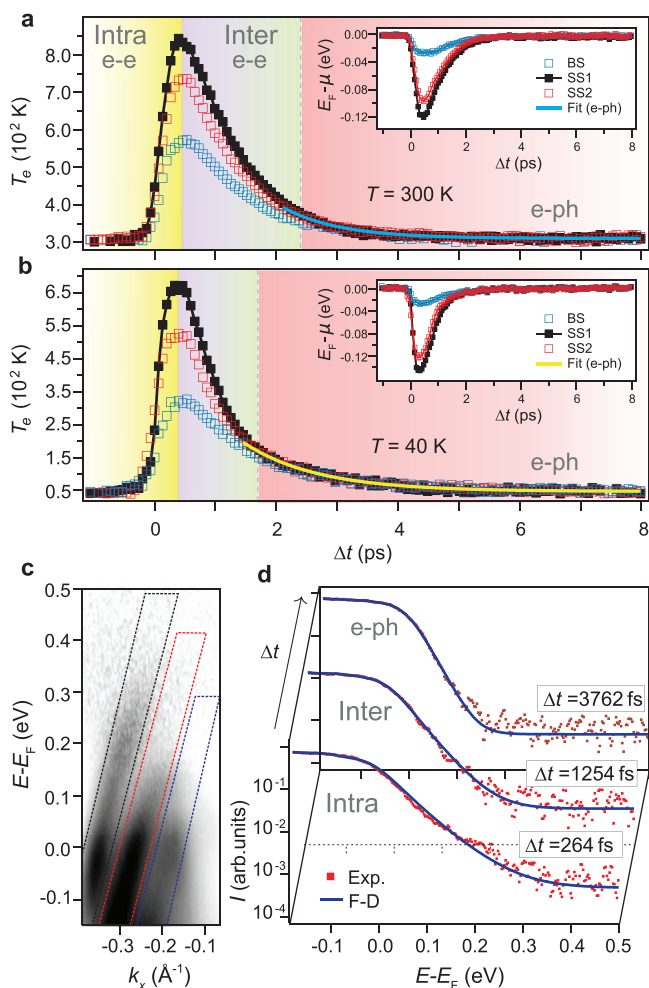 a
Intra
e-e
Inter
e-e
8.0
7.0
6.0
5.0
4.0
3.0
Tₑ (10² K)
T = 300 K
e-ph
0.00
-0.04
-0.08
-0.12
E_F-μ (eV)
0 2 4 6 8
Δt (ps)
BS
SS1
SS2
Fit (e-ph)
b
6.5
5.5
4.5
3.5
2.5
1.5
0.5
Tₑ (10² K)
T = 40 K
e-ph
0.00
-0.04
-0.08
-0.12
E_F-μ (eV)
0 2 4 6 8
Δt (ps)
BS
SS1
SS2
Fit (e-ph)
0 2 4 6 8
Δt (ps)
c
0.5
0.4
0.3
0.2
0.1
0.0
-0.1
E-E_F (eV)
-0.3 -0.2 -0.1
kₓ (Å⁻¹)
d
Δt
e-ph
Δt =3762 fs
Inter
Δt =1254 fs
Intra
Δt =264 fs
10⁻¹
10⁻²
10⁻³
10⁻⁴
I (arb.units)
Exp.
F-D
-0.1 0.0 0.1 0.2 0.3 0.4 0.5
E-E_F (eV)